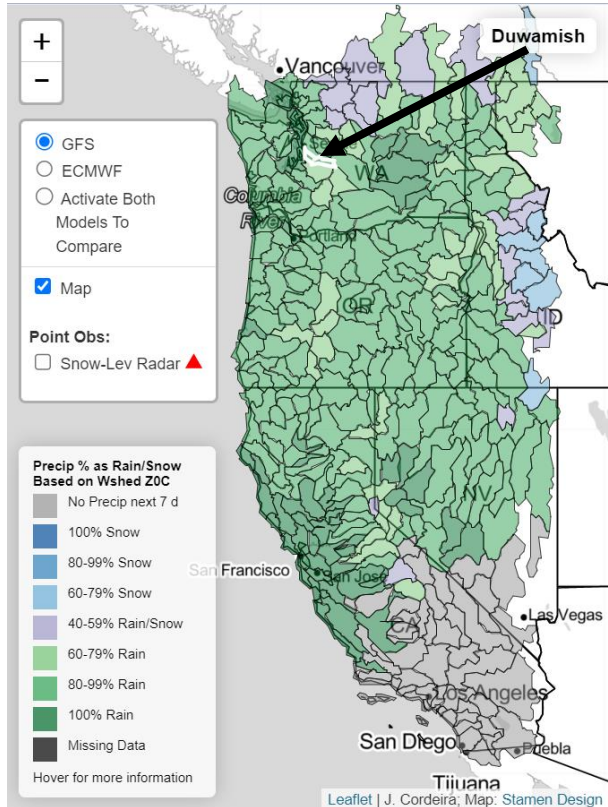 +
−
GFS
ECMWF
Activate Both
Models To
Compare
Map
Point Obs:
Snow-Lev Radar
Precip % as Rain/Snow
Based on Wshed Z0C
No Precip next 7 d
100% Snow
80-99% Snow
60-79% Snow
40-59% Rain/Snow
60-79% Rain
80-99% Rain
100% Rain
Missing Data
Hover for more information
Duwamish
Vancouver
WA
Columbia
River
Portland
OR
ID
NV
San Francisco
San Jose
CA
Las Vegas
Los Angeles
San Diego
Puebla
Tijuana
Leaflet | J. Cordeira; Map: Stamen Design